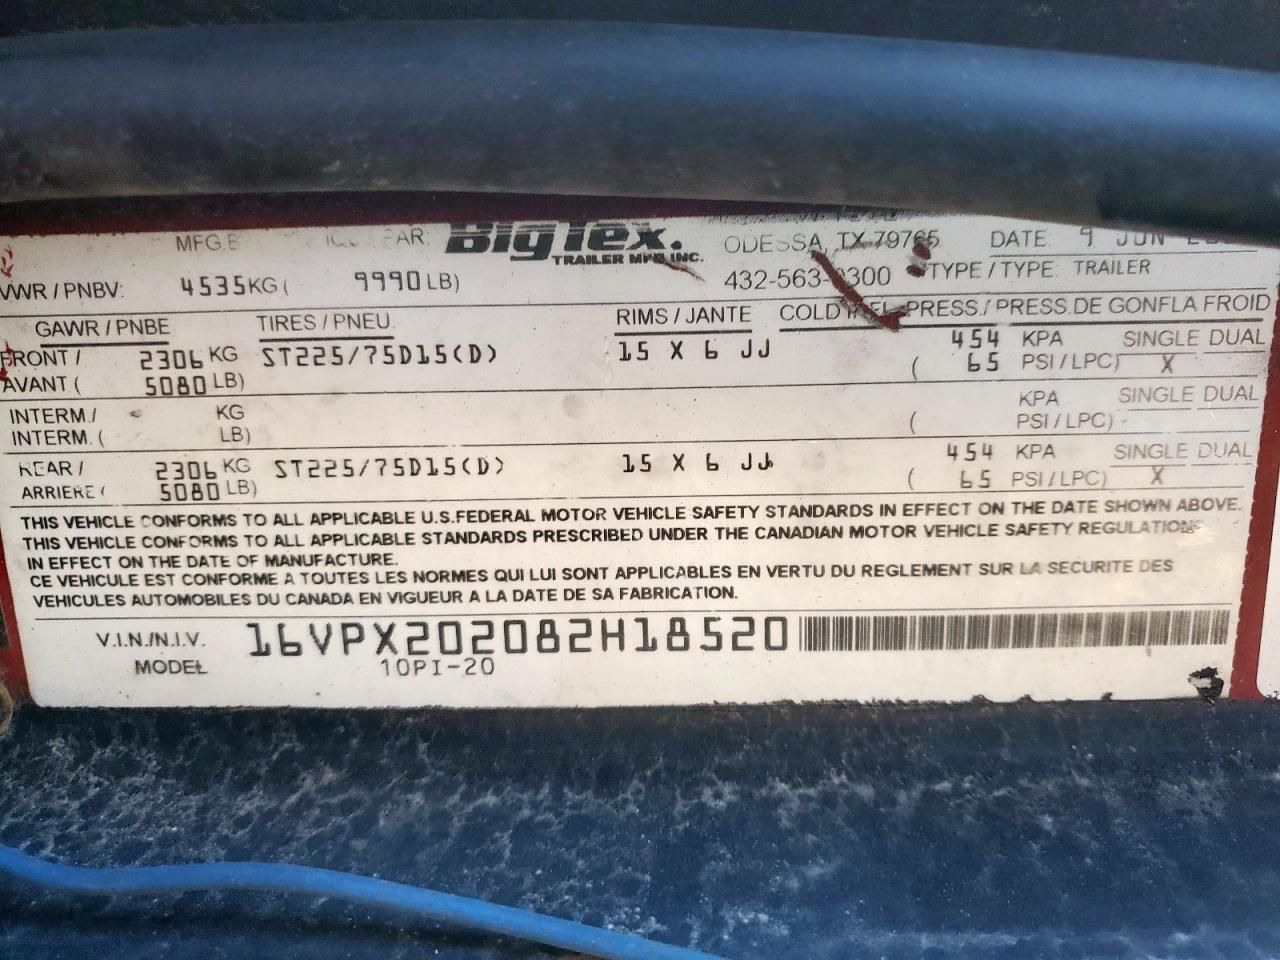 MFG.B AR: BigTex. ODESSA, TX 79765 DATE. 9 JUN
TRAILER MFG. INC.
VWR / PNBV: 4535KG( 9990LB) 432-563- 300 TYPE / TYPE: TRAILER
GAWR / PNBE TIRES / PNEU. RIMS / JANTE COLD PRESS./ PRESS.DE GONFLA FROID
FRONT / 2306 KG ST225/75D15(D) 15 X 6 JJ 454 KPA SINGLE DUAL
AVANT ( 5080 LB) ( 65 PSI/LPC) X
INTERM./ KG KPA SINGLE DUAL
INTERM. ( LB) ( PSI/LPC)
REAR / 2306 KG ST225/75D15(D) 15 X 6 JJ 454 KPA SINGLE DUAL
ARRIERE ( 5080 LB) ( 65 PSI/LPC) X
THIS VEHICLE CONFORMS TO ALL APPLICABLE U.S.FEDERAL MOTOR VEHICLE SAFETY STANDARDS IN EFFECT ON THE DATE SHOWN ABOVE.
THIS VEHICLE CONFORMS TO ALL APPLICABLE STANDARDS PRESCRIBED UNDER THE CANADIAN MOTOR VEHICLE SAFETY REGULATIONS
IN EFFECT ON THE DATE OF MANUFACTURE.
CE VEHICULE EST CONFORME A TOUTES LES NORMES QUI LUI SONT APPLICABLES EN VERTU DU REGLEMENT SUR LA SECURITE DES
VEHICULES AUTOMOBILES DU CANADA EN VIGUEUR A LA DATE DE SA FABRICATION.
V.I.N./N.I.V. 16VPX202082H18520
MODEL 10PI-20